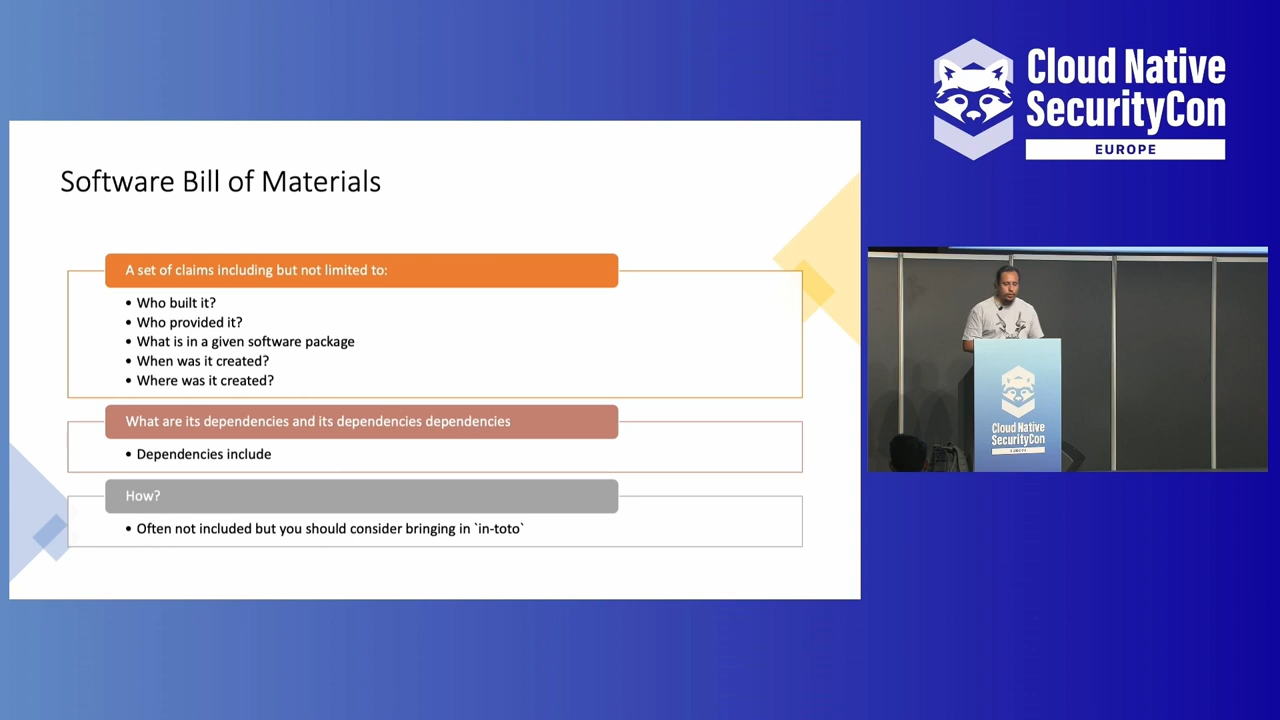 Cloud Native
SecurityCon
EUROPE
Software Bill of Materials
A set of claims including but not limited to:
• Who built it?
• Who provided it?
• What is in a given software package
• When was it created?
• Where was it created?
What are its dependencies and its dependencies dependencies
• Dependencies include
How?
• Often not included but you should consider bringing in `in-toto`
Cloud Native
SecurityCon
EUROPE